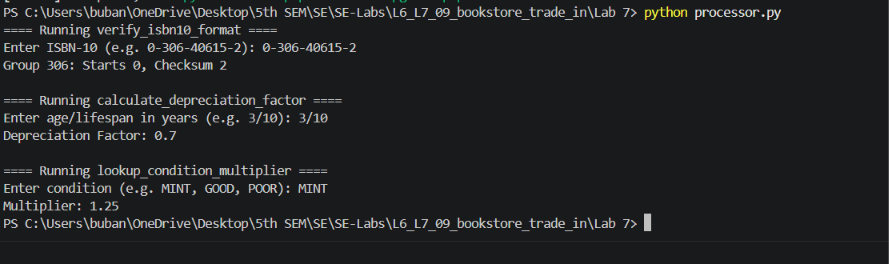 PS C:\Users\buban\OneDrive\Desktop\5th SEM\SE\SE-Labs\L6_L7_09_bookstore_trade_in\Lab 7> python processor.py
==== Running verify_isbn10_format ====
Enter ISBN-10 (e.g. 0-306-40615-2): 0-306-40615-2
Group 306: Starts 0, Checksum 2
==== Running calculate_depreciation_factor ====
Enter age/lifespan in years (e.g. 3/10): 3/10
Depreciation Factor: 0.7
==== Running lookup_condition_multiplier ====
Enter condition (e.g. MINT, GOOD, POOR): MINT
Multiplier: 1.25
PS C:\Users\buban\OneDrive\Desktop\5th SEM\SE\SE-Labs\L6_L7_09_bookstore_trade_in\Lab 7>